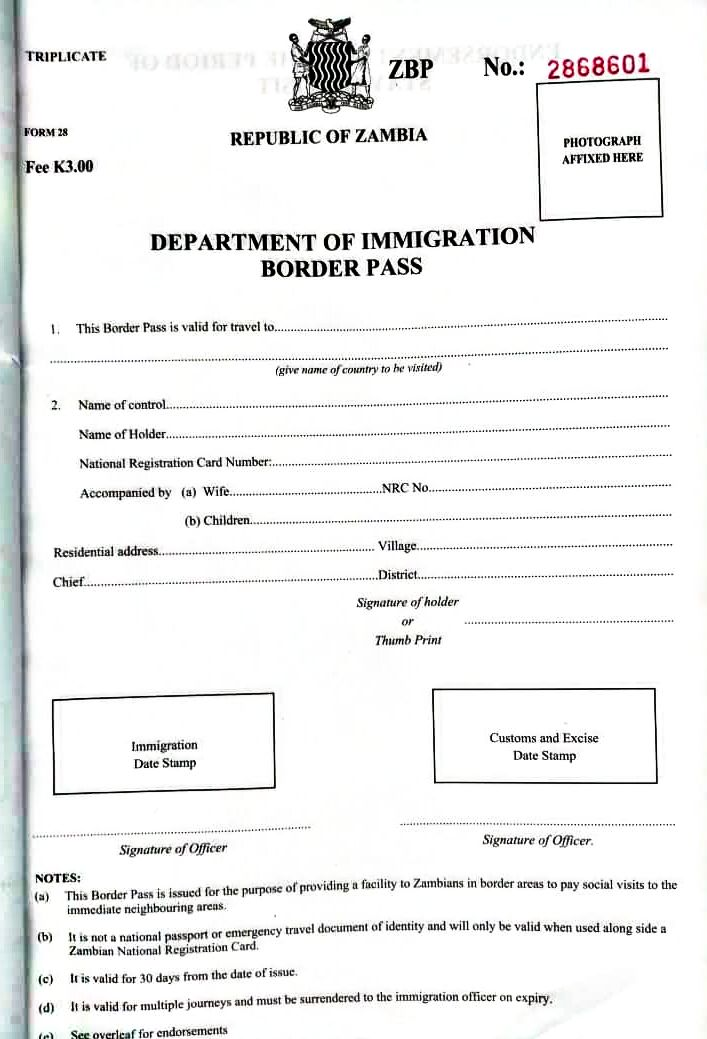 TRIPLICATE
ZBP No.: 2868601
FORM 28
REPUBLIC OF ZAMBIA
PHOTOGRAPH
AFFIXED HERE
Fee K3.00
DEPARTMENT OF IMMIGRATION
BORDER PASS
1. This Border Pass is valid for travel to
(give name of country to be visited)
2. Name of control
Name of Holder
National Registration Card Number:
Accompanied by (a) Wife NRC No
(b) Children
Residential address Village
Chief District
Signature of holder
or
Thumb Print
Immigration
Date Stamp
Customs and Excise
Date Stamp
Signature of Officer
Signature of Officer.
NOTES:
(a) This Border Pass is issued for the purpose of providing a facility to Zambians in border areas to pay social visits to the
immediate neighbouring areas.
(b) It is not a national passport or emergency travel document of identity and will only be valid when used along side a
Zambian National Registration Card.
(c) It is valid for 30 days from the date of issue.
(d) It is valid for multiple journeys and must be surrendered to the immigration officer on expiry.
(e) See overleaf for endorsements